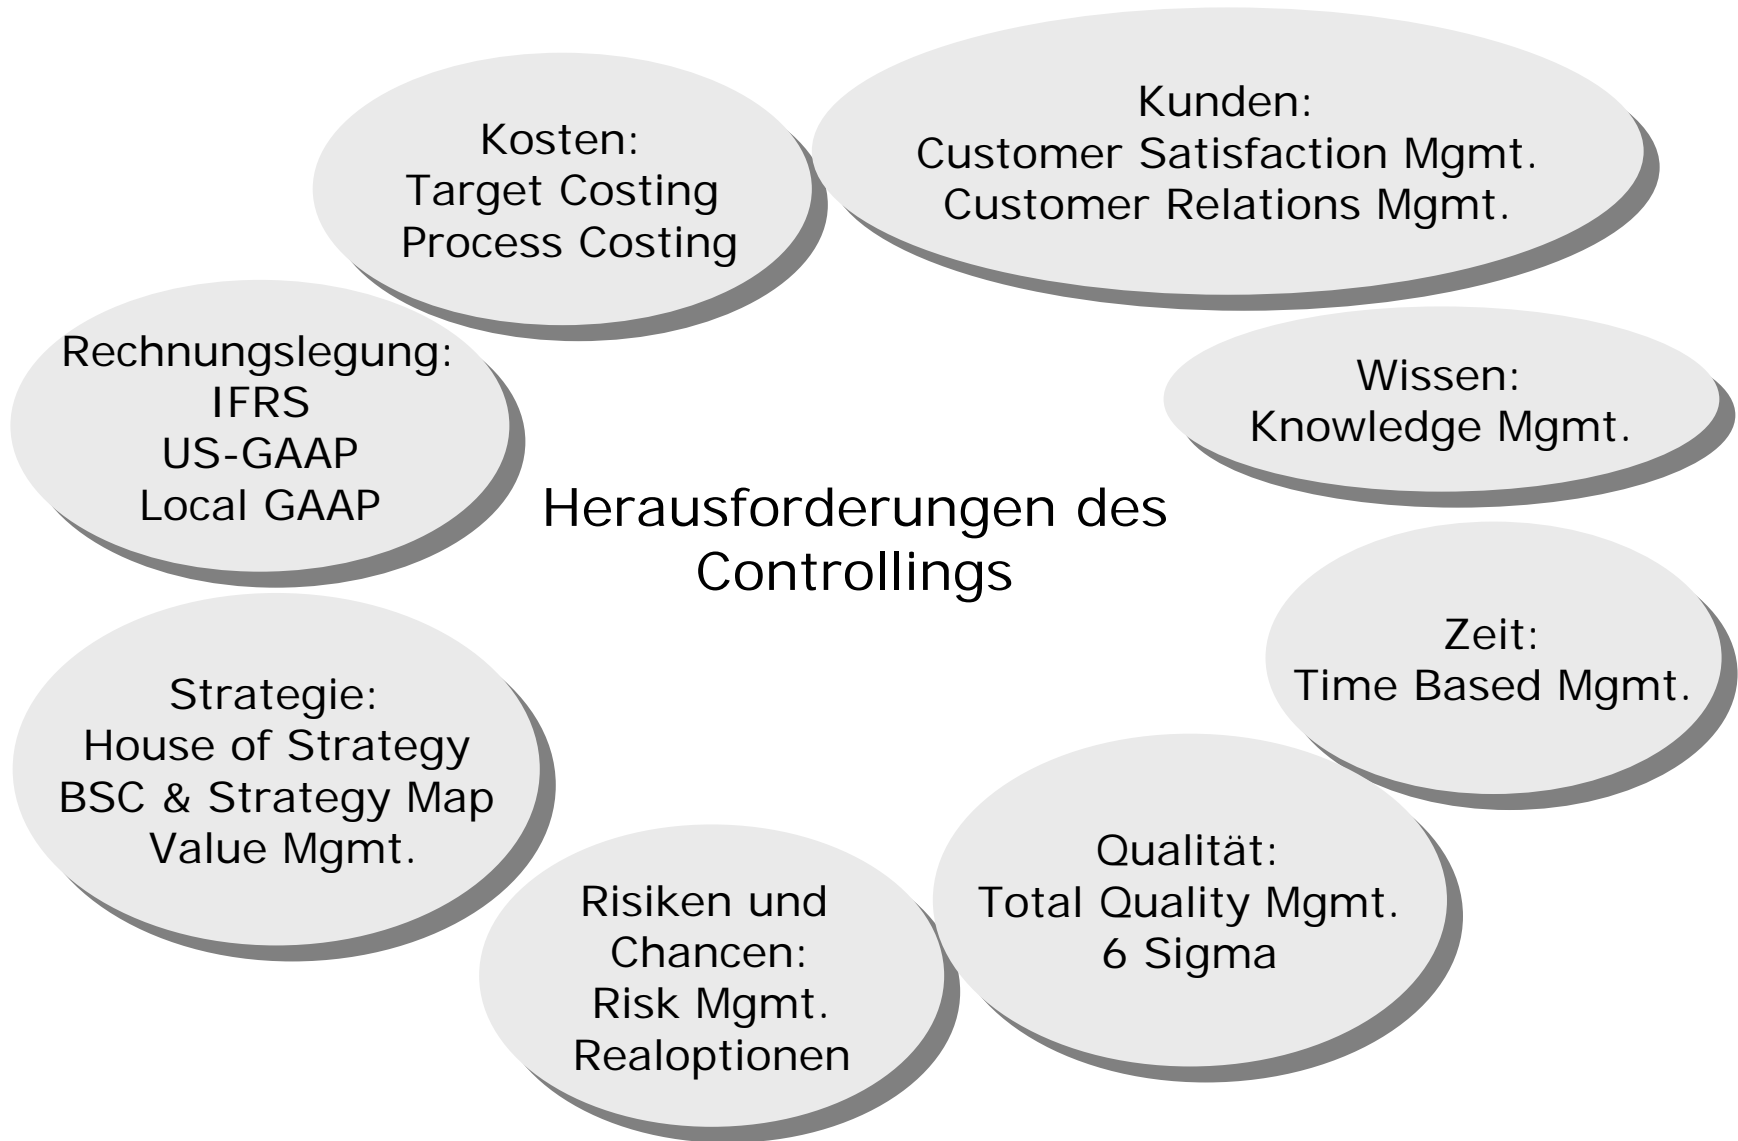 Kosten:
Target Costing
Process Costing
Kunden:
Customer Satisfaction Mgmt.
Customer Relations Mgmt.
Rechnungslegung:
IFRS
US-GAAP
Local GAAP
Wissen:
Knowledge Mgmt.
Herausforderungen des
Controllings
Zeit:
Time Based Mgmt.
Strategie:
House of Strategy
BSC & Strategy Map
Value Mgmt.
Risiken und
Chancen:
Risk Mgmt.
Realoptionen
Qualität:
Total Quality Mgmt.
6 Sigma